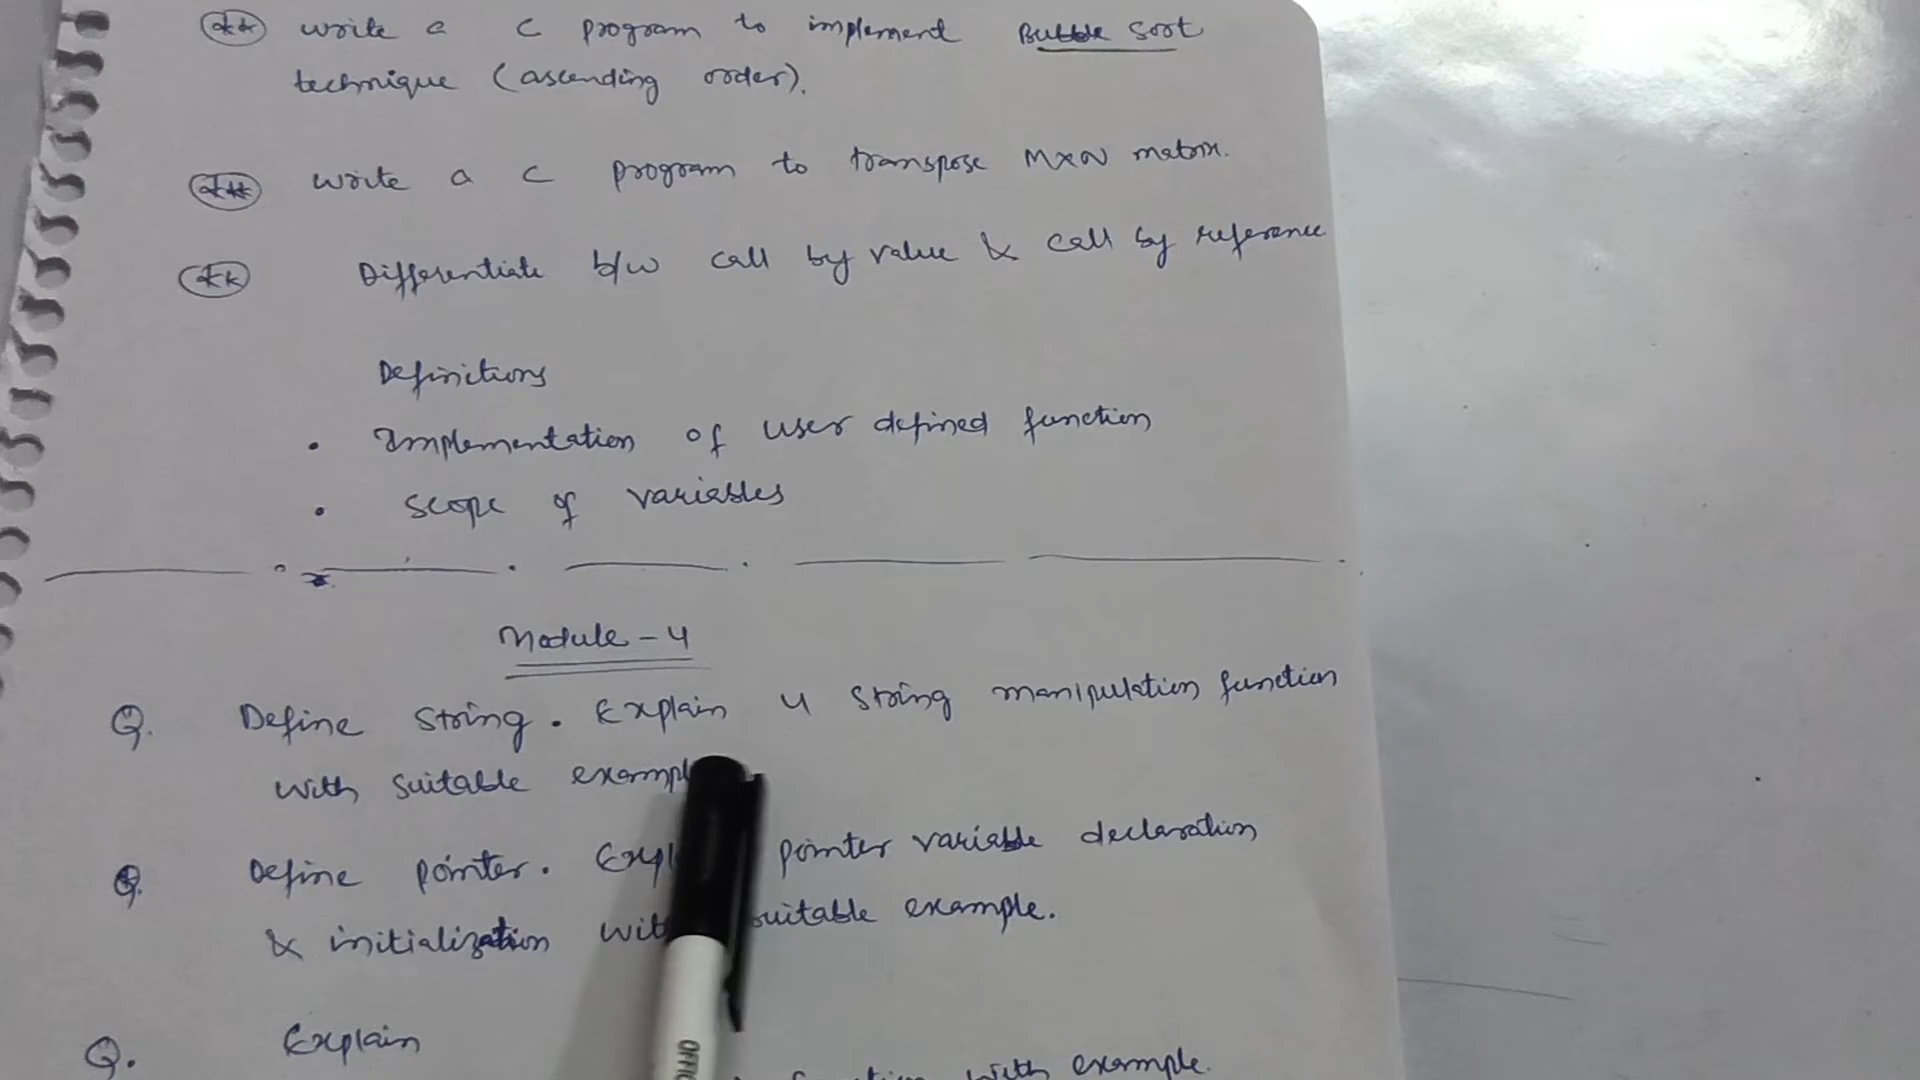 ** write a C program to implement Bubble sort
technique (ascending order).
** write a C program to transpose MxN matrix.
** Differentiate b/w call by value & call by reference
Definitions
• Implementation of user defined function
• scope of variables
Module - 4
Q. Define string. Explain 4 string manipulation function
with suitable
Q. Define pointer. pointer variable declaration
& initialization example.
Q. Explain
with example.
OFFIC